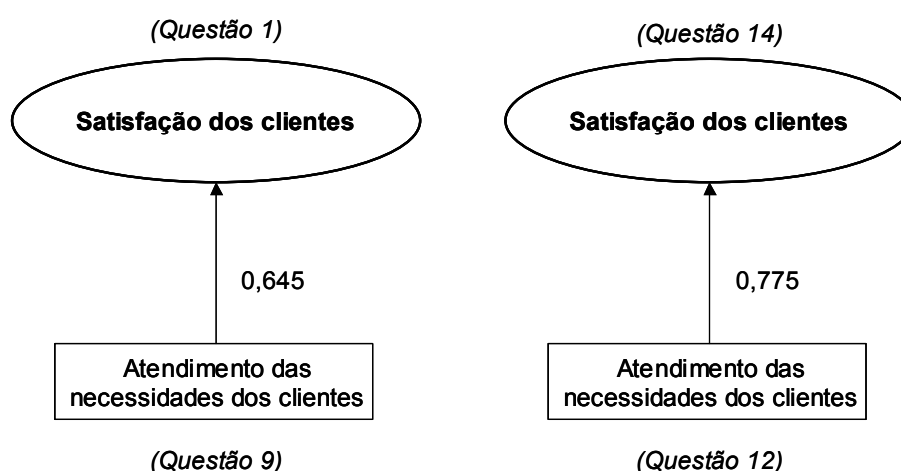 (Questão 1)
Satisfação dos clientes
0,645
Atendimento das
necessidades dos clientes
(Questão 9)
(Questão 14)
Satisfação dos clientes
0,775
Atendimento das
necessidades dos clientes
(Questão 12)